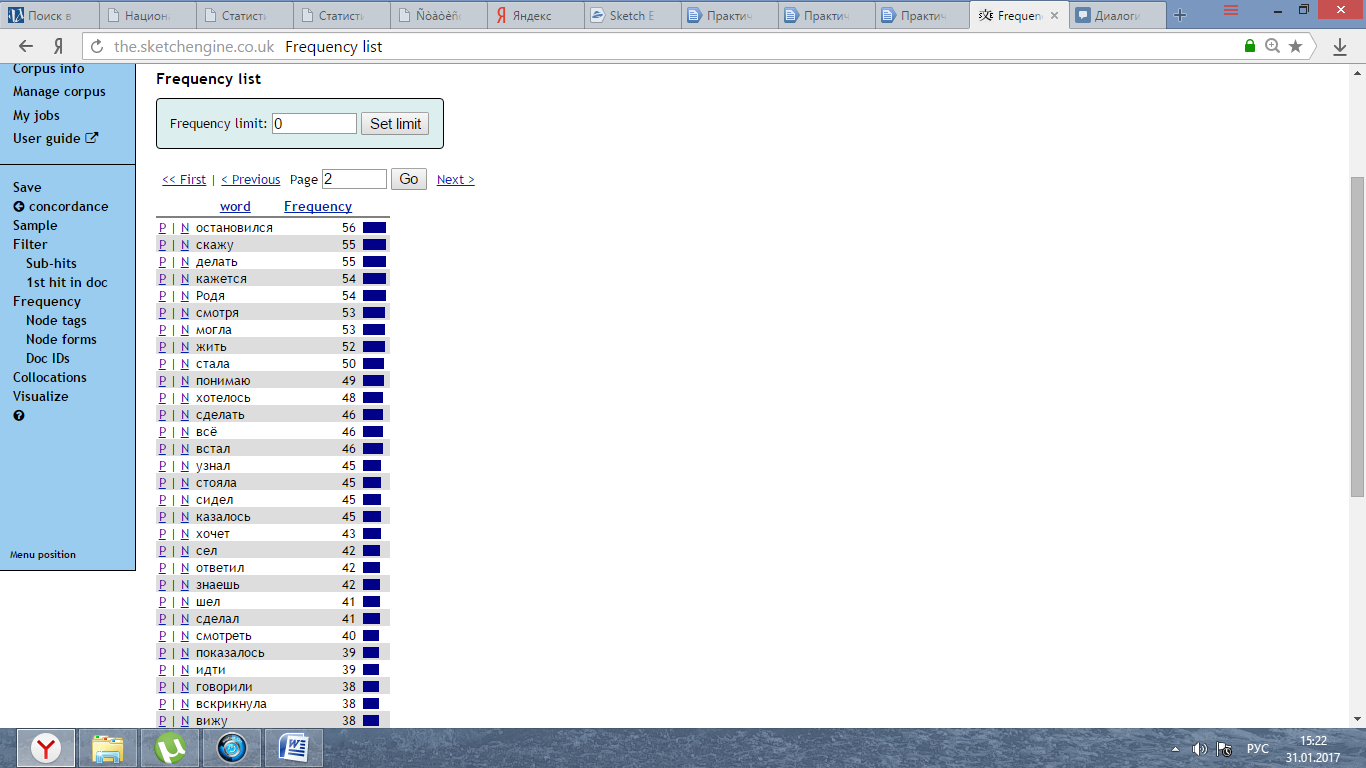 Поиск в
Национа
Статисти
Статисти
Ñòàòèñ
Яндекс
Sketch E
Практич
Практич
Практич
Frequen
Диалоги
the.sketchengine.co.uk Frequency list
Corpus info
Manage corpus
My jobs
User guide
Save
concordance
Sample
Filter
Sub-hits
1st hit in doc
Frequency
Node tags
Node forms
Doc IDs
Collocations
Visualize
Menu position
Frequency list
Frequency limit: 0 Set limit
<< First | < Previous Page 2 Go Next >
word Frequency
P | N остановился 56
P | N скажу 55
P | N делать 55
P | N кажется 54
P | N Родя 54
P | N смотря 53
P | N могла 53
P | N жить 52
P | N стала 50
P | N понимаю 49
P | N хотелось 48
P | N сделать 46
P | N всё 46
P | N встал 46
P | N узнал 45
P | N стояла 45
P | N сидел 45
P | N казалось 45
P | N хочет 43
P | N сел 42
P | N ответил 42
P | N знаешь 42
P | N шел 41
P | N сделал 41
P | N смотреть 40
P | N показалось 39
P | N идти 39
P | N говорили 38
P | N вскрикнула 38
P | N вижу 38
РУС
15:22
31.01.2017